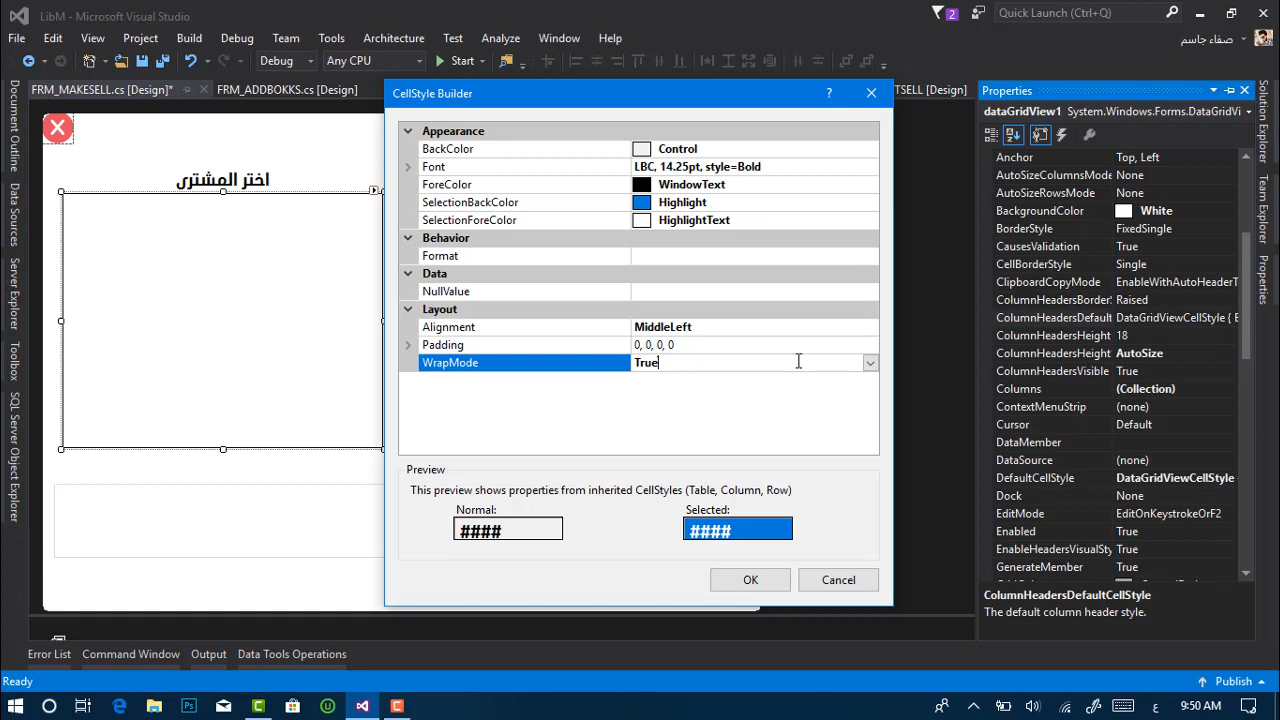 LibM - Microsoft Visual Studio
2
Quick Launch (Ctrl+Q)
File Edit View Project Build Debug Team Tools Architecture Test Analyze Window Help
صفاء جاسم
Debug Any CPU Start
FRM_MAKESELL.cs [Design]* FRM_ADDBOKKS.cs [Design] TSELL [Design]
Document Outline
Data Sources
Server Explorer
Toolbox
SQL Server Object Explorer
اختر المشتري
CellStyle Builder
?
Appearance
BackColor Control
Font LBC, 14.25pt, style=Bold
ForeColor WindowText
SelectionBackColor Highlight
SelectionForeColor HighlightText
Behavior
Format
Data
NullValue
Layout
Alignment MiddleLeft
Padding 0, 0, 0, 0
WrapMode True
Preview
This preview shows properties from inherited CellStyles (Table, Column, Row)
Normal: Selected:
#### ####
OK Cancel
Properties
dataGridView1 System.Windows.Forms.DataGridVi
Anchor Top, Left
AutoSizeColumnsMode None
AutoSizeRowsMode None
BackgroundColor White
BorderStyle FixedSingle
CausesValidation True
CellBorderStyle Single
ClipboardCopyMode EnableWithAutoHeaderT
ColumnHeadersBorder Raised
ColumnHeadersDefault DataGridViewCellStyle { B
ColumnHeadersHeight 18
ColumnHeadersHeight AutoSize
ColumnHeadersVisible True
Columns (Collection)
ContextMenuStrip (none)
Cursor Default
DataMember
DataSource (none)
DefaultCellStyle DataGridViewCellStyle
Dock None
EditMode EditOnKeystrokeOrF2
Enabled True
EnableHeadersVisualSty True
GenerateMember True
ColumnHeadersDefaultCellStyle
The default column header style.
Solution Explorer
Team Explorer
Properties
Error List Command Window Output Data Tools Operations
Ready
Publish
ع 9:50 AM